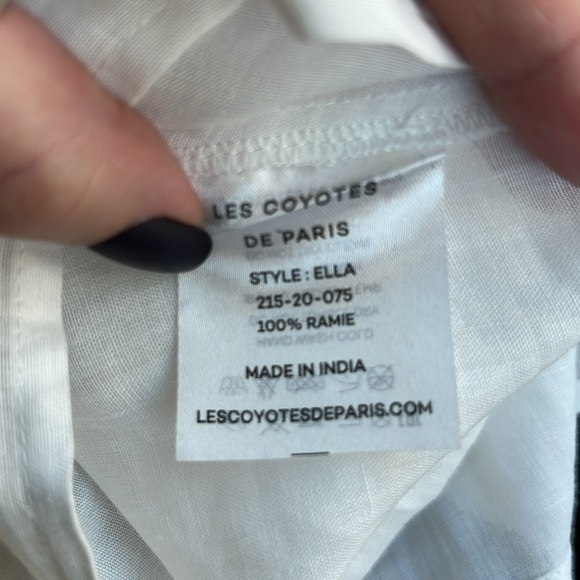 LES COYOTES
DE PARIS
STYLE : ELLA
215-20-075
100% RAMIE
MADE IN INDIA
LESCOYOTESDEPARIS.COM